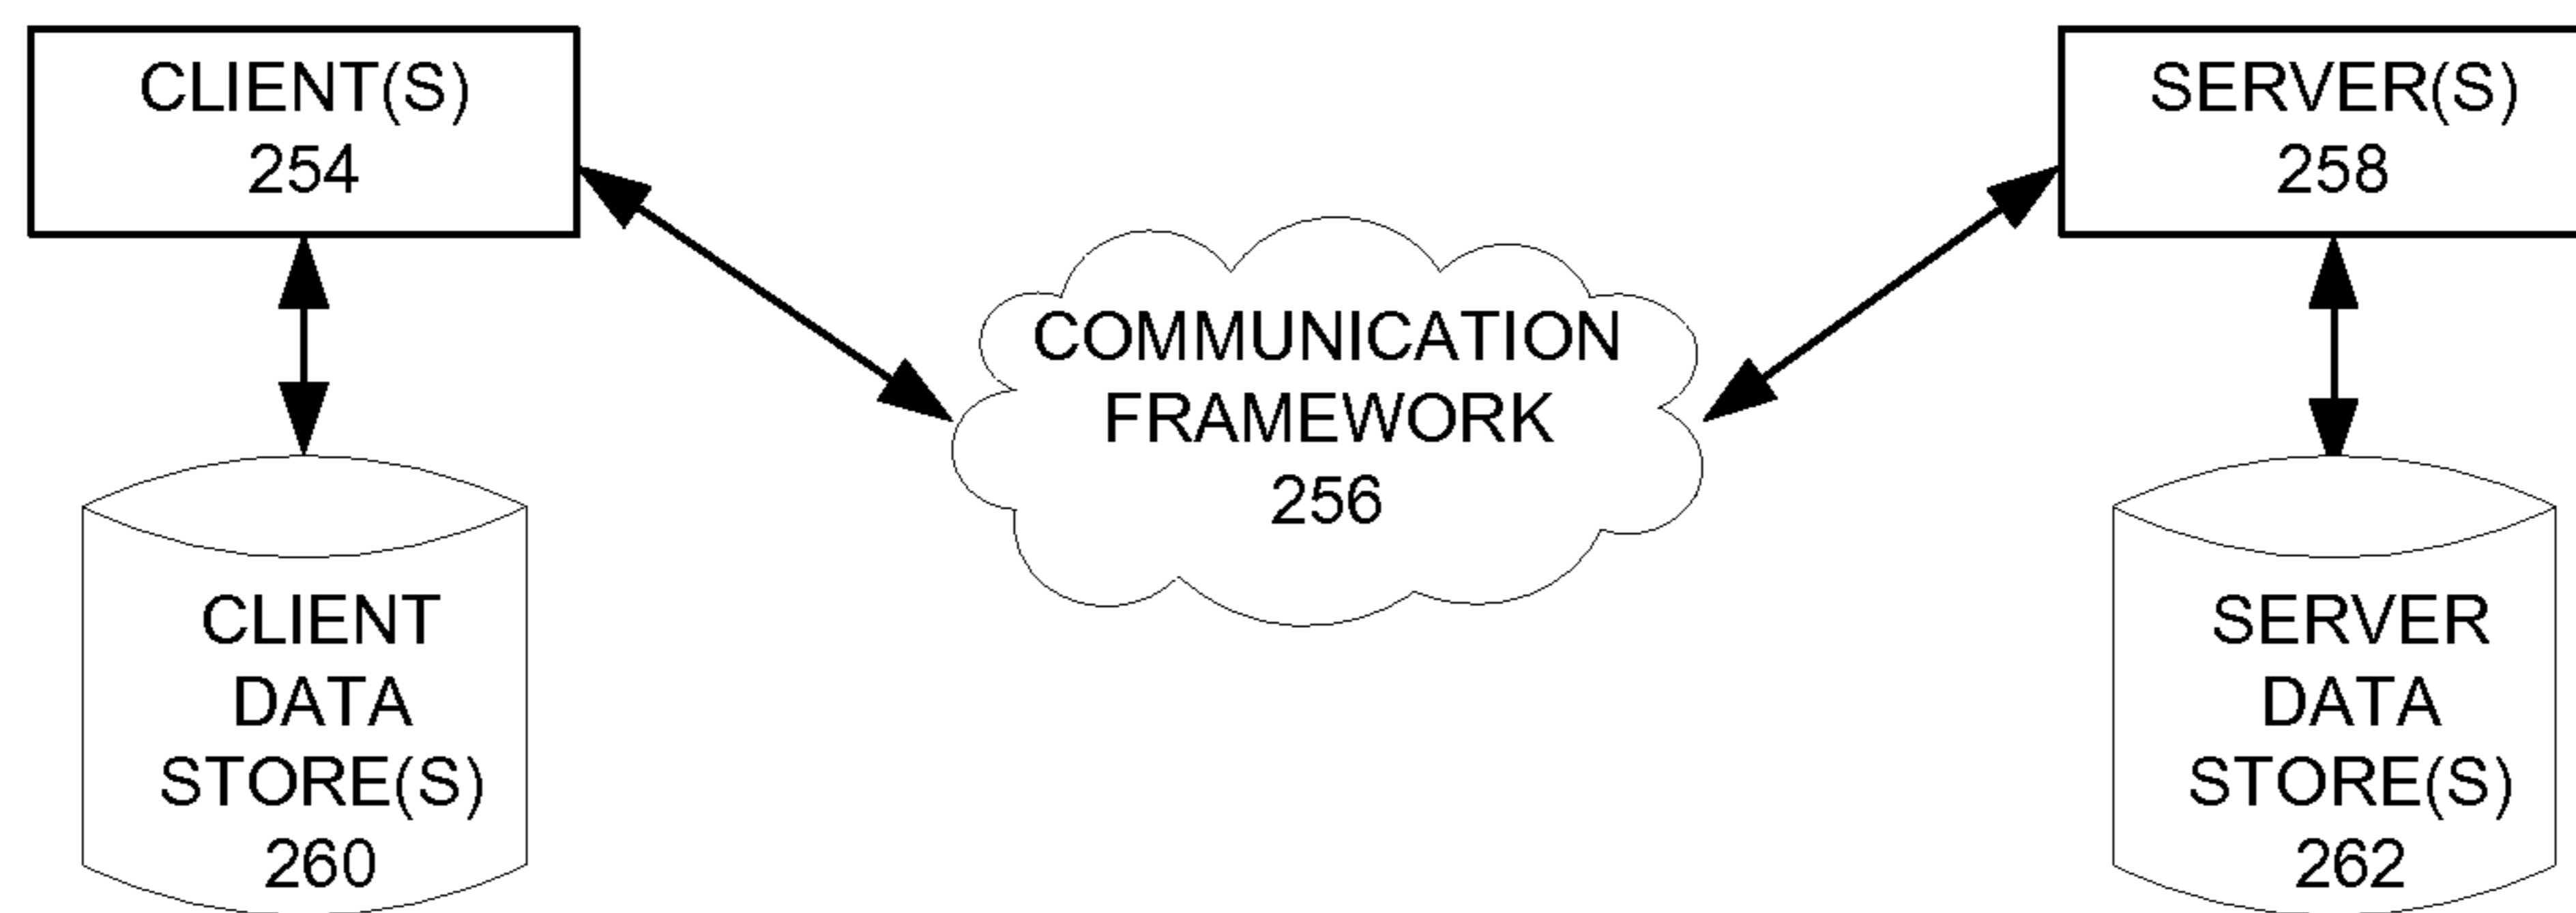 CLIENT(S)
254
SERVER(S)
258
COMMUNICATION
FRAMEWORK
256
CLIENT
DATA
STORE(S)
260
SERVER
DATA
STORE(S)
262